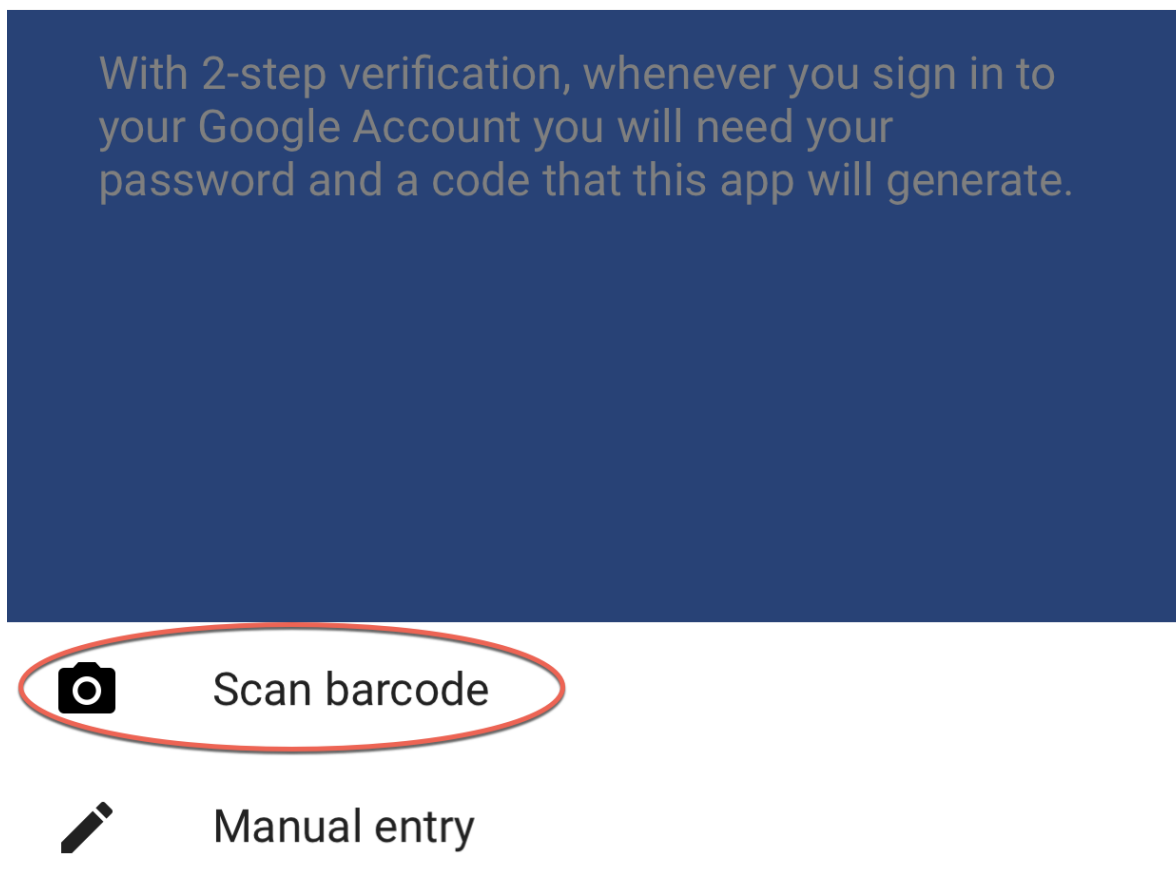 With 2-step verification, whenever you sign in to
your Google Account you will need your
password and a code that this app will generate.
Scan barcode
Manual entry